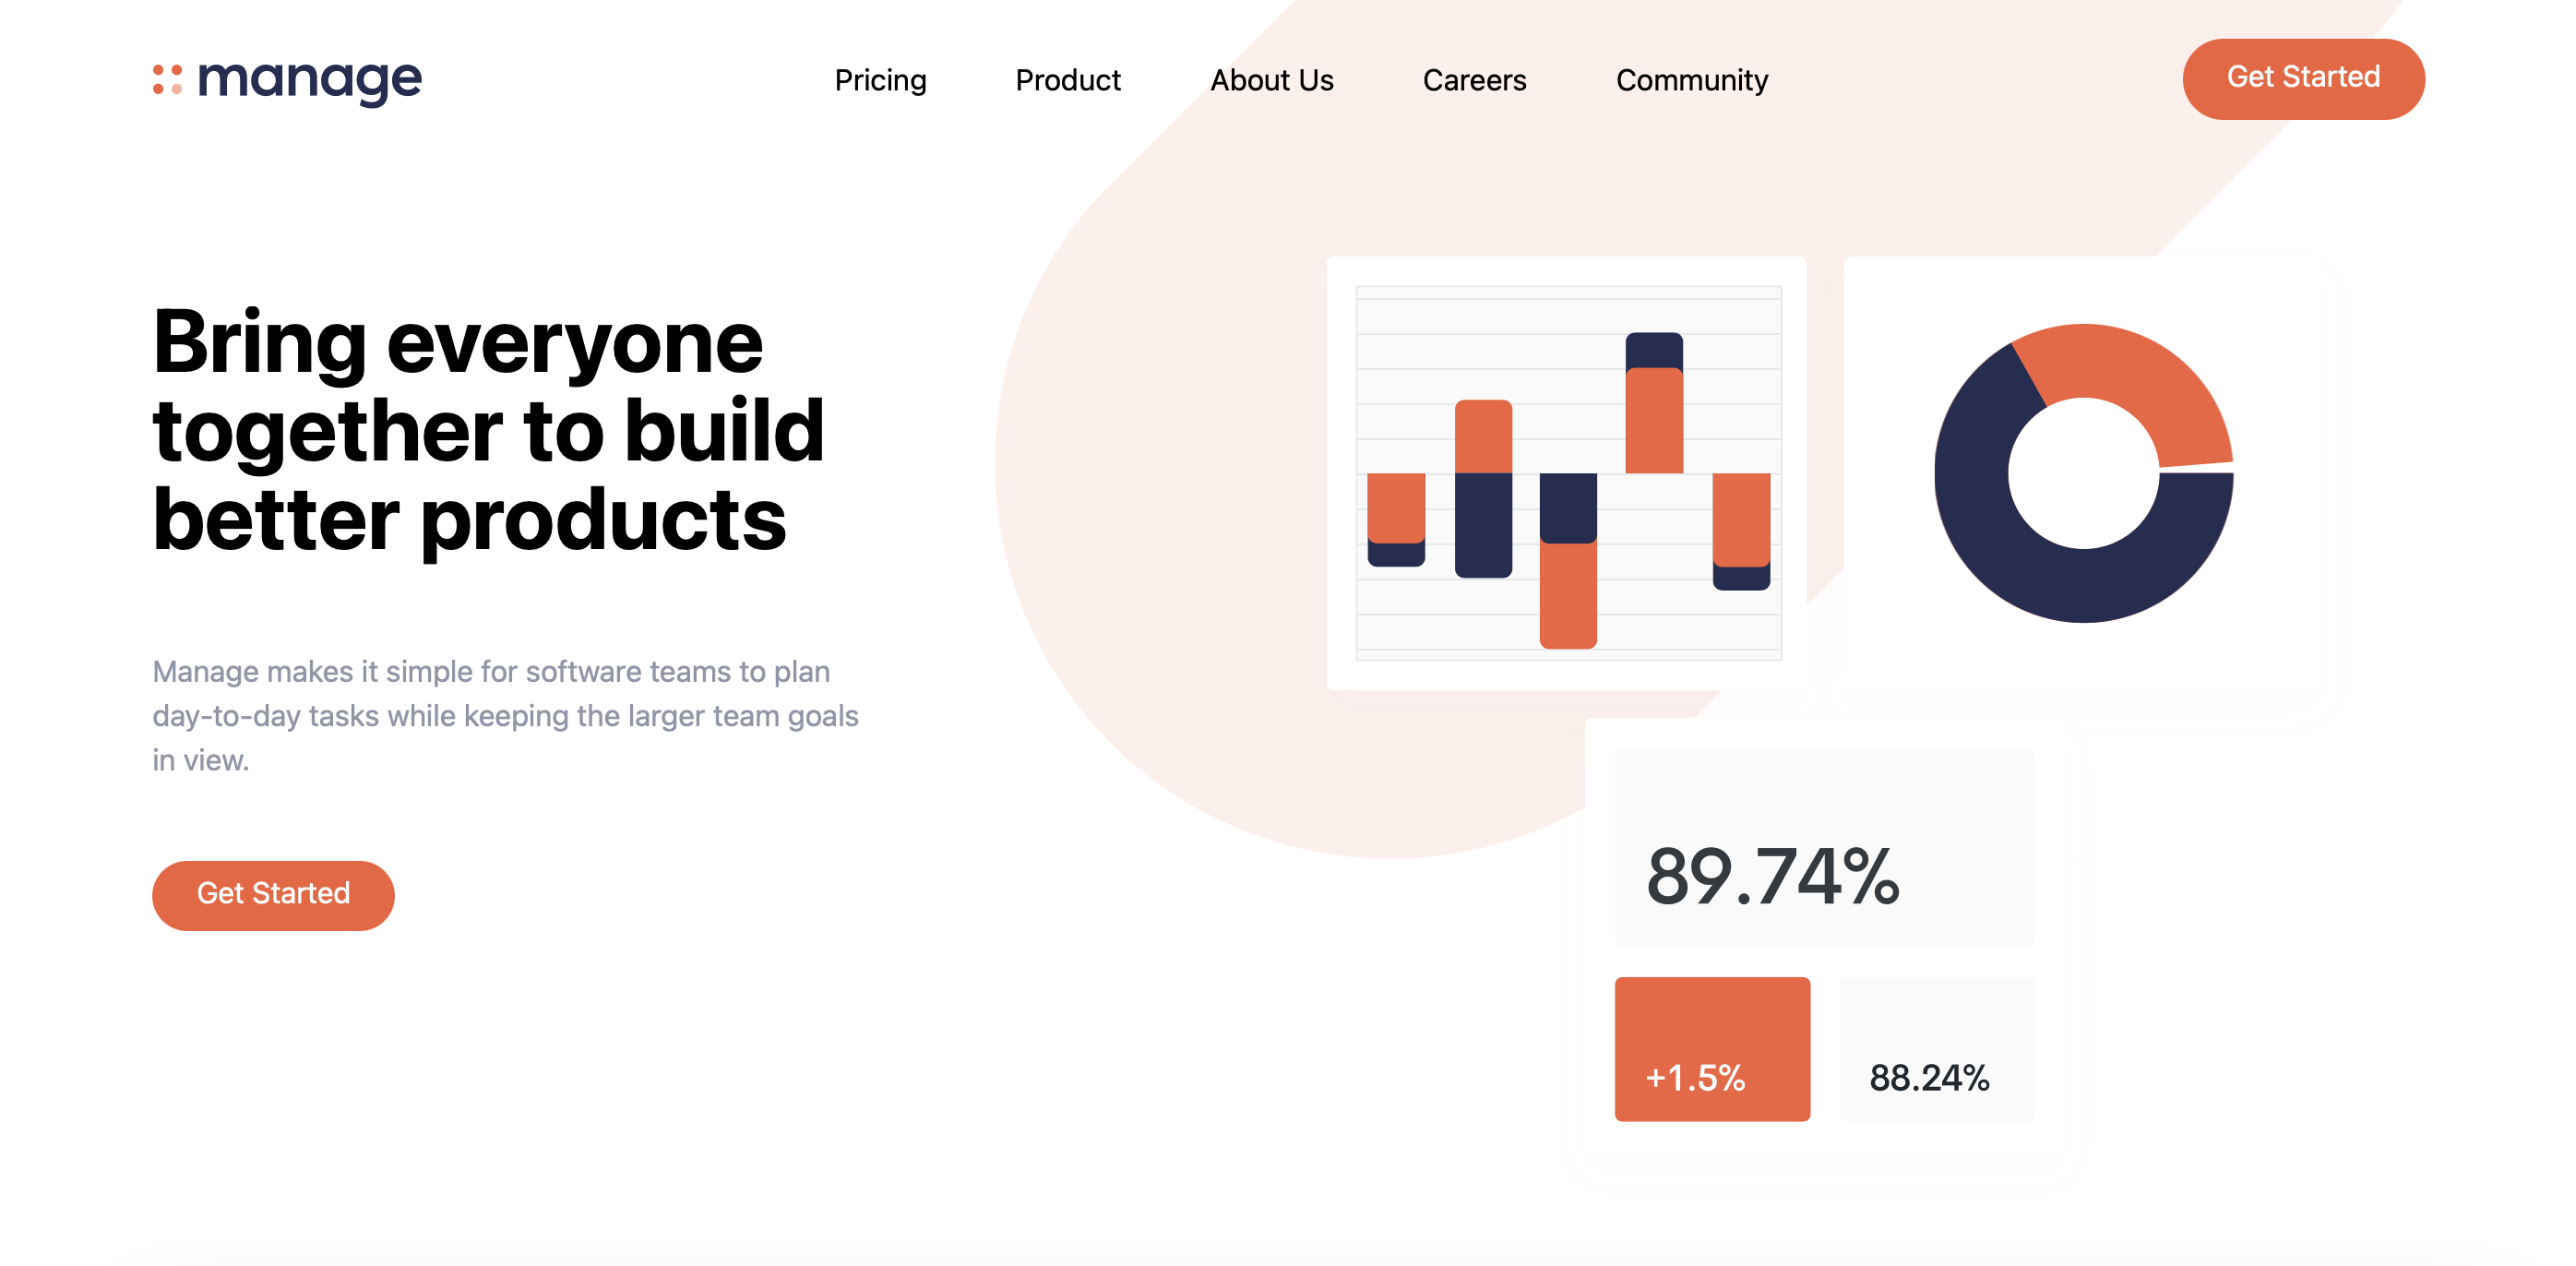 manage
Pricing
Product
About Us
Careers
Community
Get Started
Bring everyone
together to build
better products
Manage makes it simple for software teams to plan
day-to-day tasks while keeping the larger team goals
in view.
Get Started
89.74%
+1.5%
88.24%